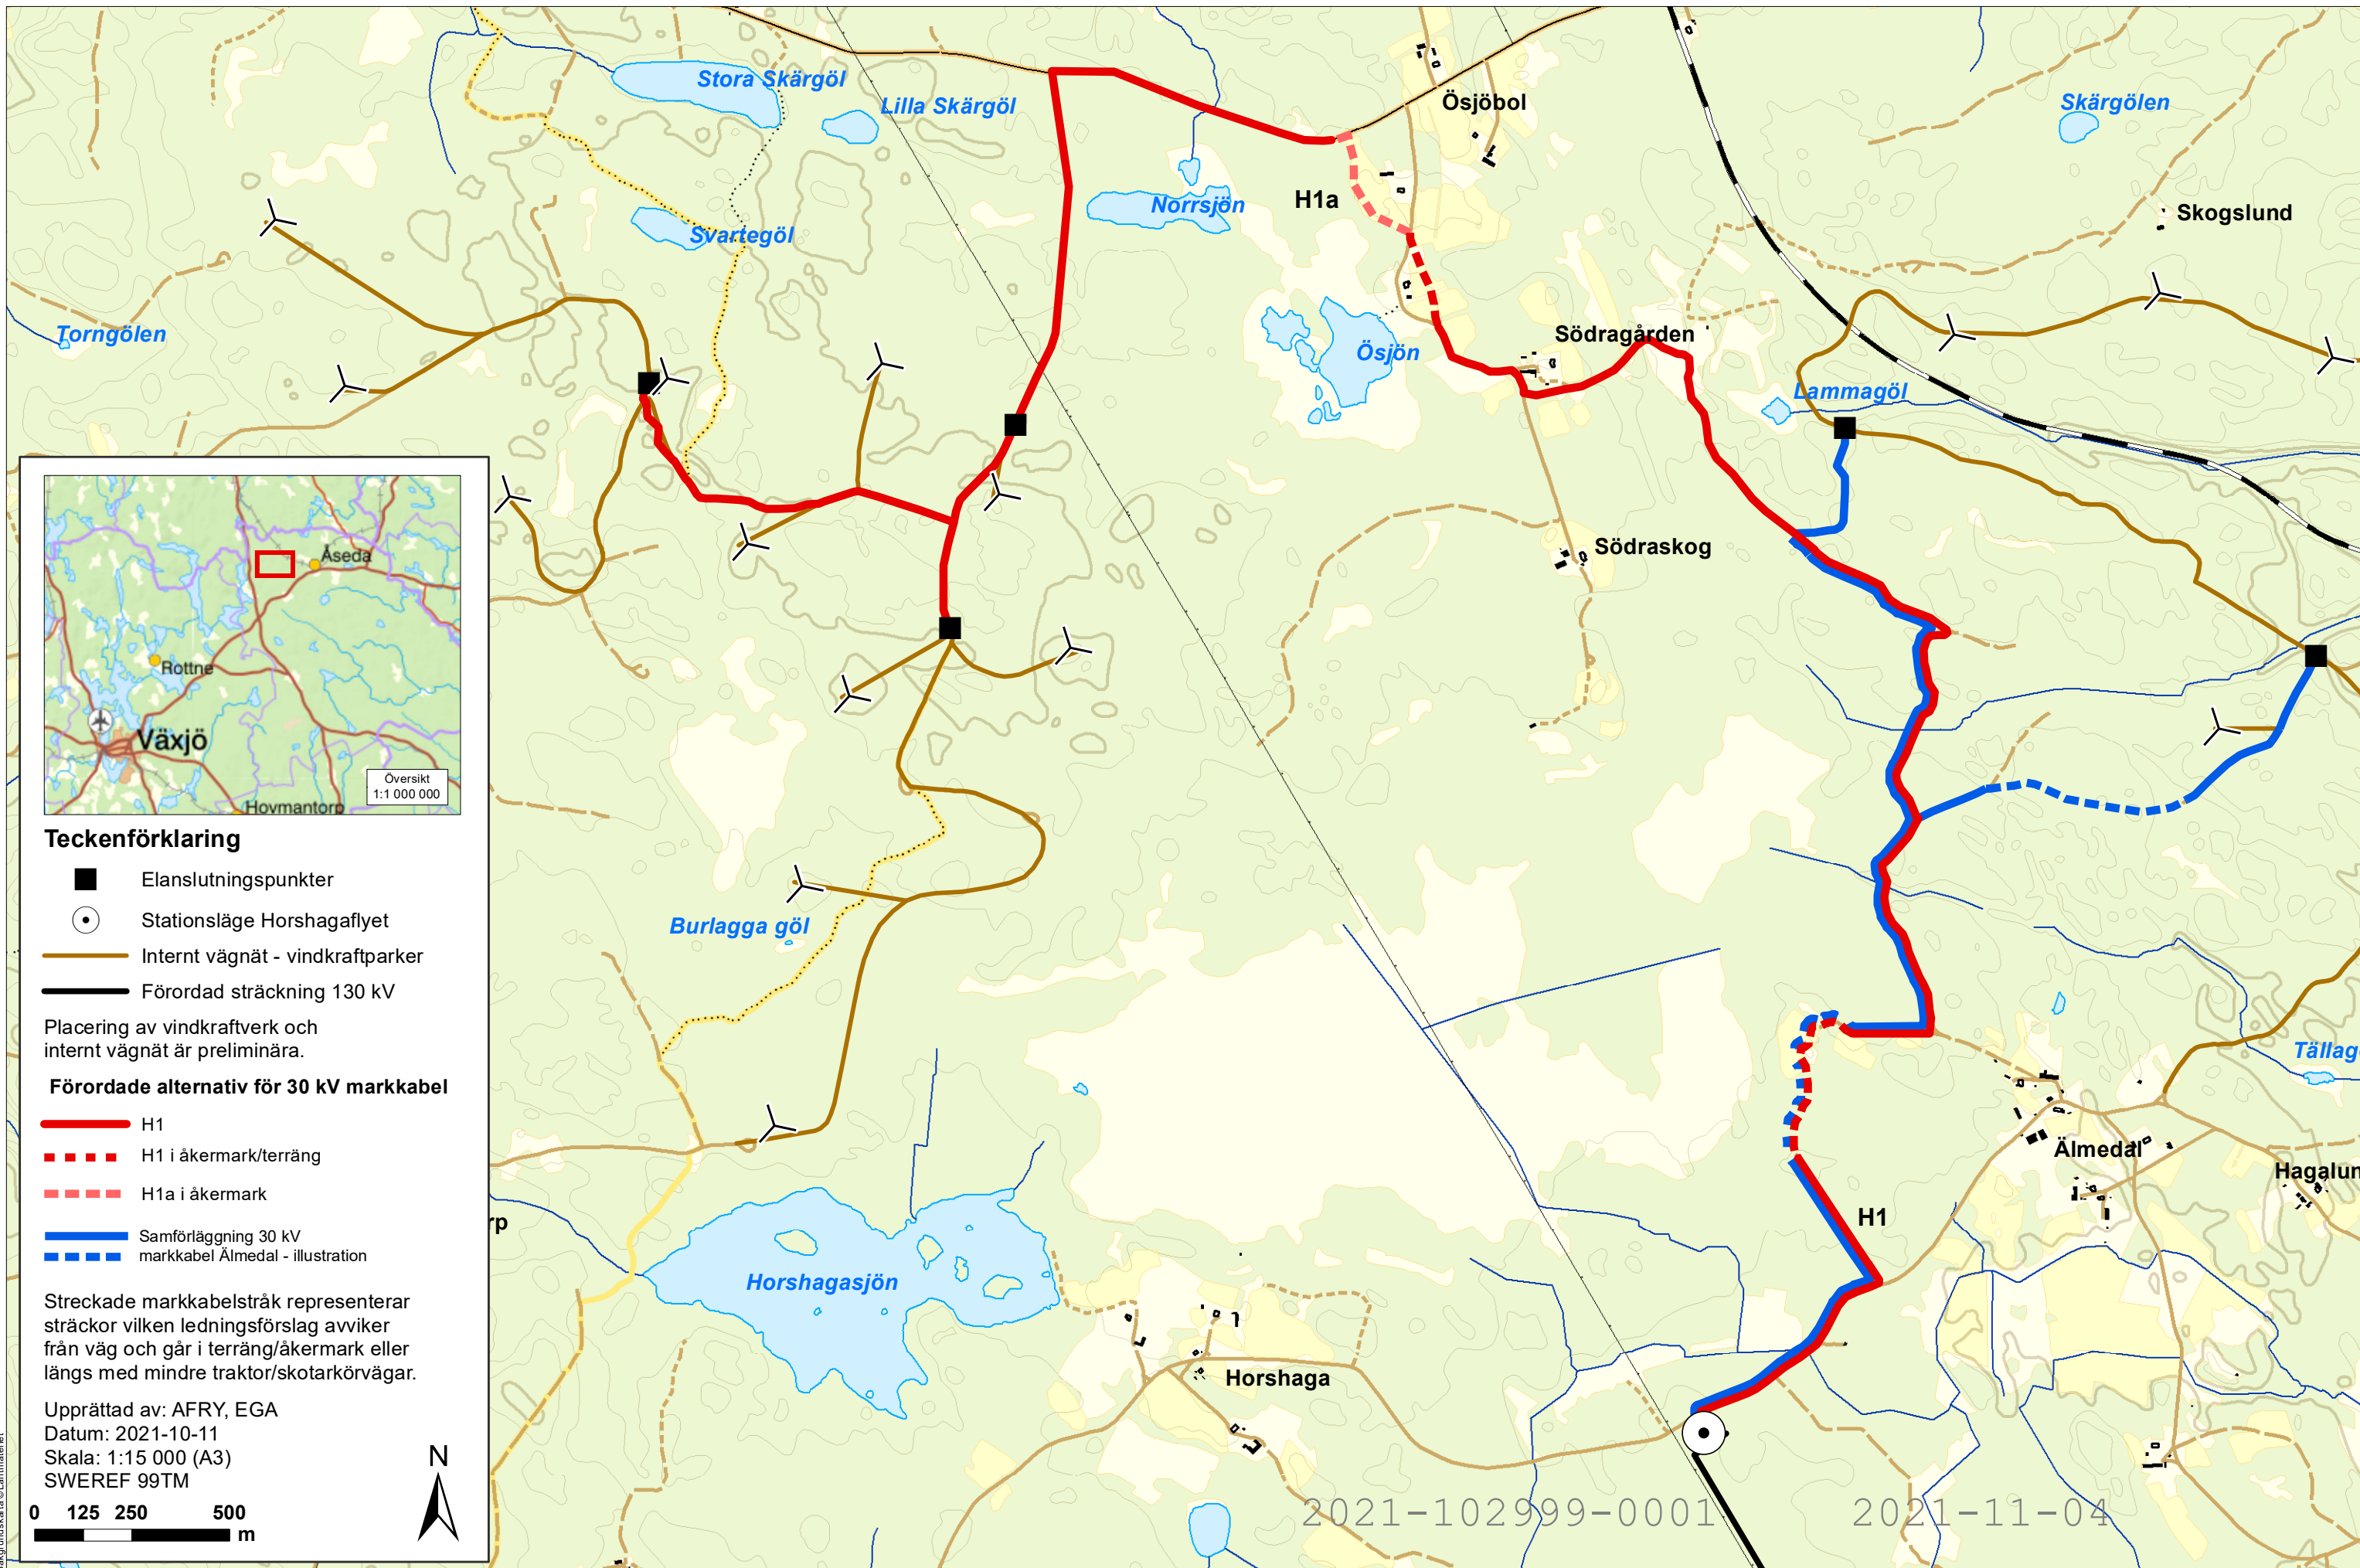 Stora Skärgöl
Lilla Skärgöl
Ösjöbol
Skärgölen
Norrsjön
H1a
Skogslund
Svartegöl
Torngölen
Södragården
Ösjön
Lammagöl
Södraskog
Åseda
Rottne
Växjö
Översikt
1:1 000 000
Hovmantorp
Teckenförklaring
Elanslutningspunkter
Stationsläge Horshagaflyet
Internt vägnät - vindkraftparker
Förordad sträckning 130 kV
Placering av vindkraftverk och
internt vägnät är preliminära.
Förordade alternativ för 30 kV markkabel
H1
H1 i åkermark/terräng
H1a i åkermark
Samförläggning 30 kV
markkabel Älmedal - illustration
Streckade markkabelstråk representerar
sträckor vilken ledningsförslag avviker
från väg och går i terräng/åkermark eller
längs med mindre traktor/skotarkörvägar.
Upprättad av: AFRY, EGA
Datum: 2021-10-11
Skala: 1:15 000 (A3)
SWEREF 99TM
N
0 125 250 500
m
Burlagga göl
Tällag
Älmedal
Hagalun
rp
H1
Horshagasjön
Horshaga
2021-102999-0001 2021-11-04